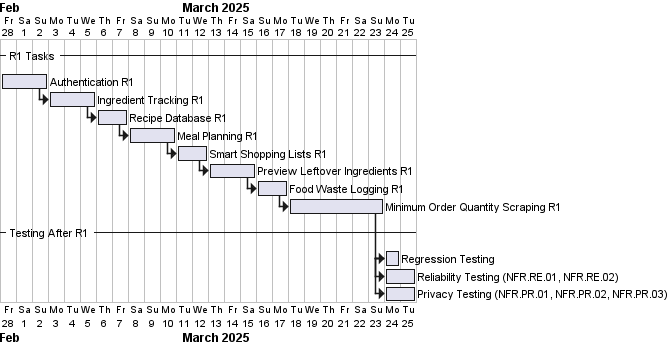 Feb March 2025
Fr Sa Su Mo Tu We Th Fr Sa Su Mo Tu We Th Fr Sa Su Mo Tu We Th Fr Sa Su Mo Tu
28 1 2 3 4 5 6 7 8 9 10 11 12 13 14 15 16 17 18 19 20 21 22 23 24 25
R1 Tasks
Authentication R1
Ingredient Tracking R1
Recipe Database R1
Meal Planning R1
Smart Shopping Lists R1
Preview Leftover Ingredients R1
Food Waste Logging R1
Minimum Order Quantity Scraping R1
Testing After R1
Regression Testing
Reliability Testing (NFR.RE.01, NFR.RE.02)
Privacy Testing (NFR.PR.01, NFR.PR.02, NFR.PR.03)
Fr Sa Su Mo Tu We Th Fr Sa Su Mo Tu We Th Fr Sa Su Mo Tu We Th Fr Sa Su Mo Tu
28 1 2 3 4 5 6 7 8 9 10 11 12 13 14 15 16 17 18 19 20 21 22 23 24 25
Feb March 2025